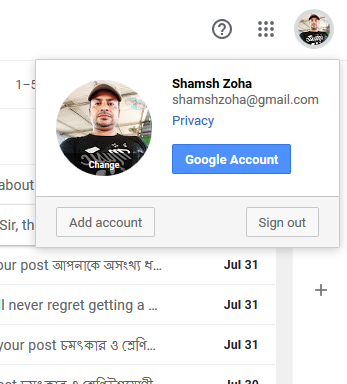 1–5
Shamsh Zoha
shamshzoha@gmail.com
Privacy
Change
Google Account
about
Add account
Sign out
Sir, th
our post আপনাকে অসংখ্য ধ...
Jul 31
ll never regret getting a ...
Jul 31
your post চমৎকার ও শ্রেণি...
Jul 31